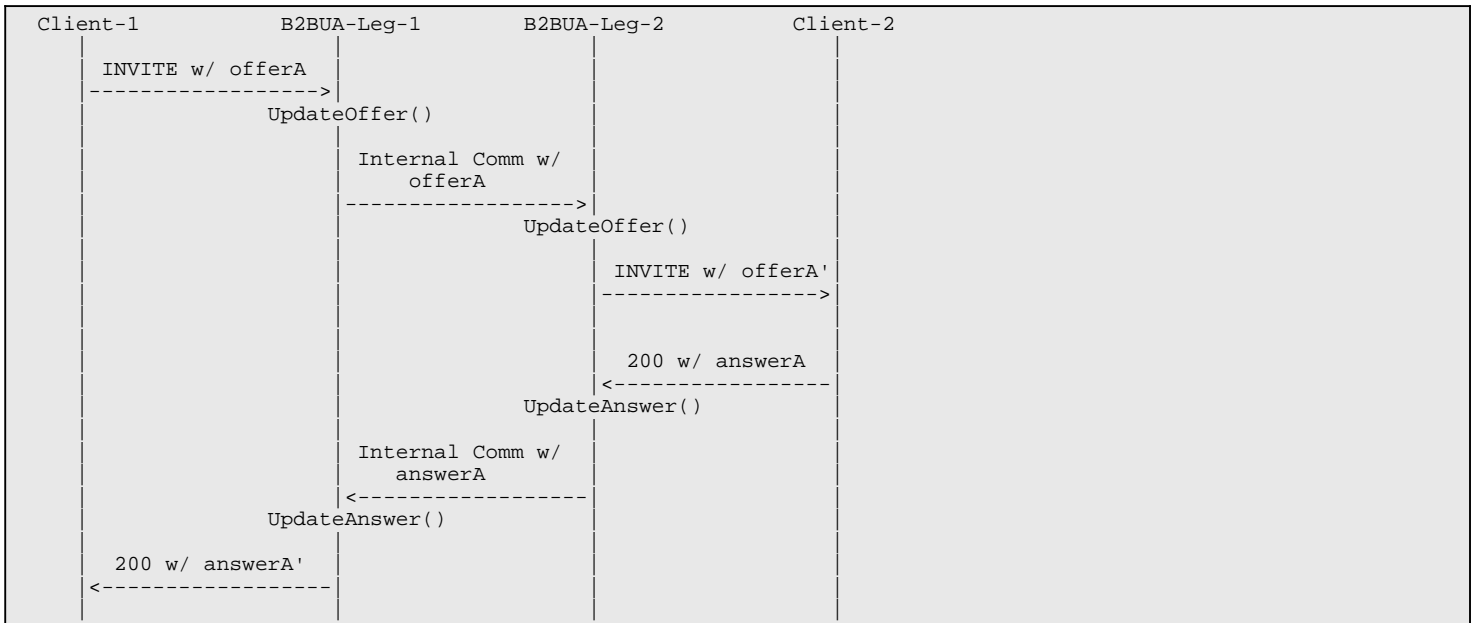 Client-1 B2BUA-Leg-1 B2BUA-Leg-2 Client-2
INVITE w/ offerA
------------------>
UpdateOffer()
Internal Comm w/
offerA
------------------>
UpdateOffer()
INVITE w/ offerA'
----------------->
200 w/ answerA
<-----------------
UpdateAnswer()
Internal Comm w/
answerA
<------------------
UpdateAnswer()
200 w/ answerA'
<-------------------